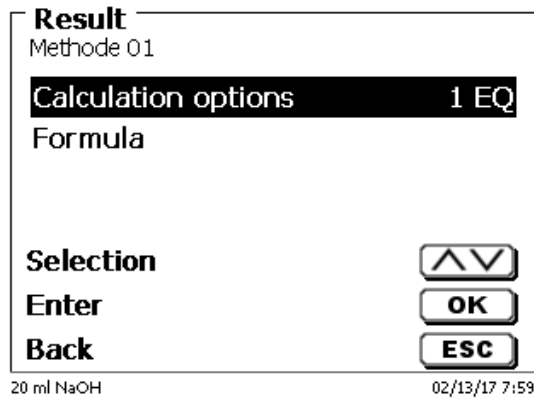 Result
Methode 01
Calculation options 1 EQ
Formula
Selection
Enter OK
Back ESC
20 ml NaOH 02/13/17 7:59